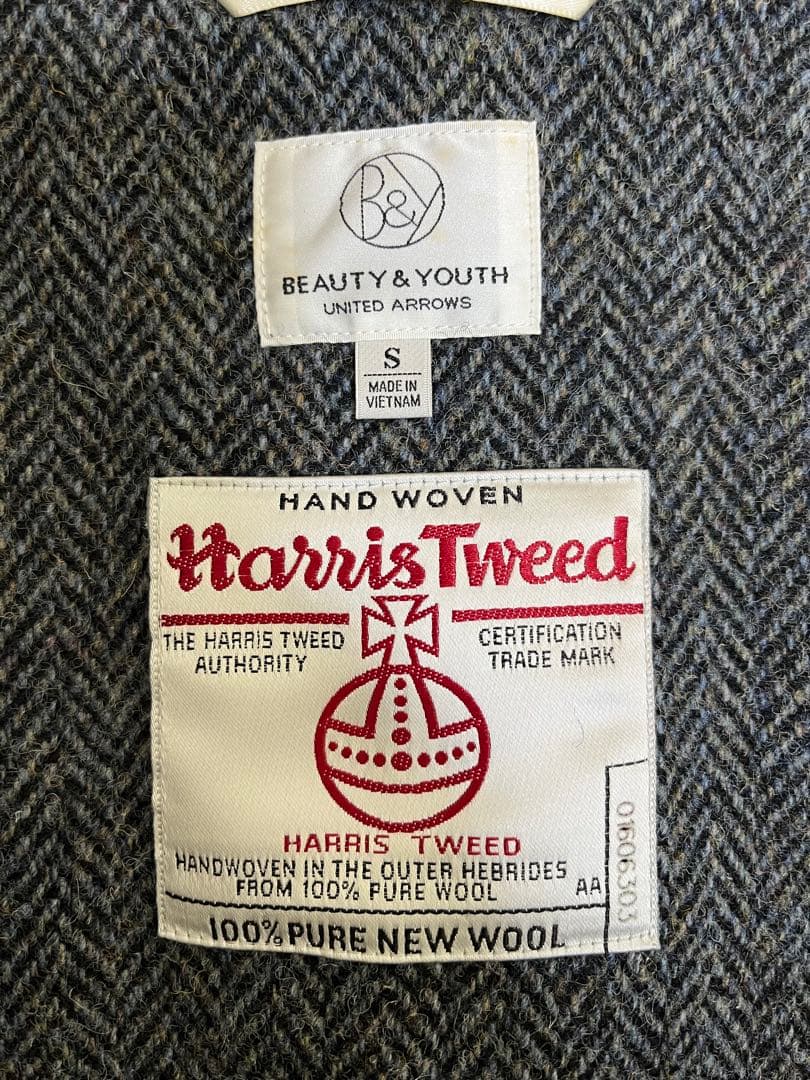 B&Y
BEAUTY & YOUTH
UNITED ARROWS
S
MADE IN
VIETNAM
HAND WOVEN
Harris Tweed
THE HARRIS TWEED
AUTHORITY
CERTIFICATION
TRADE MARK
HARRIS TWEED
HANDWOVEN IN THE OUTER HEBRIDES
FROM 100% PURE WOOL
AA
01606303
100% PURE NEW WOOL